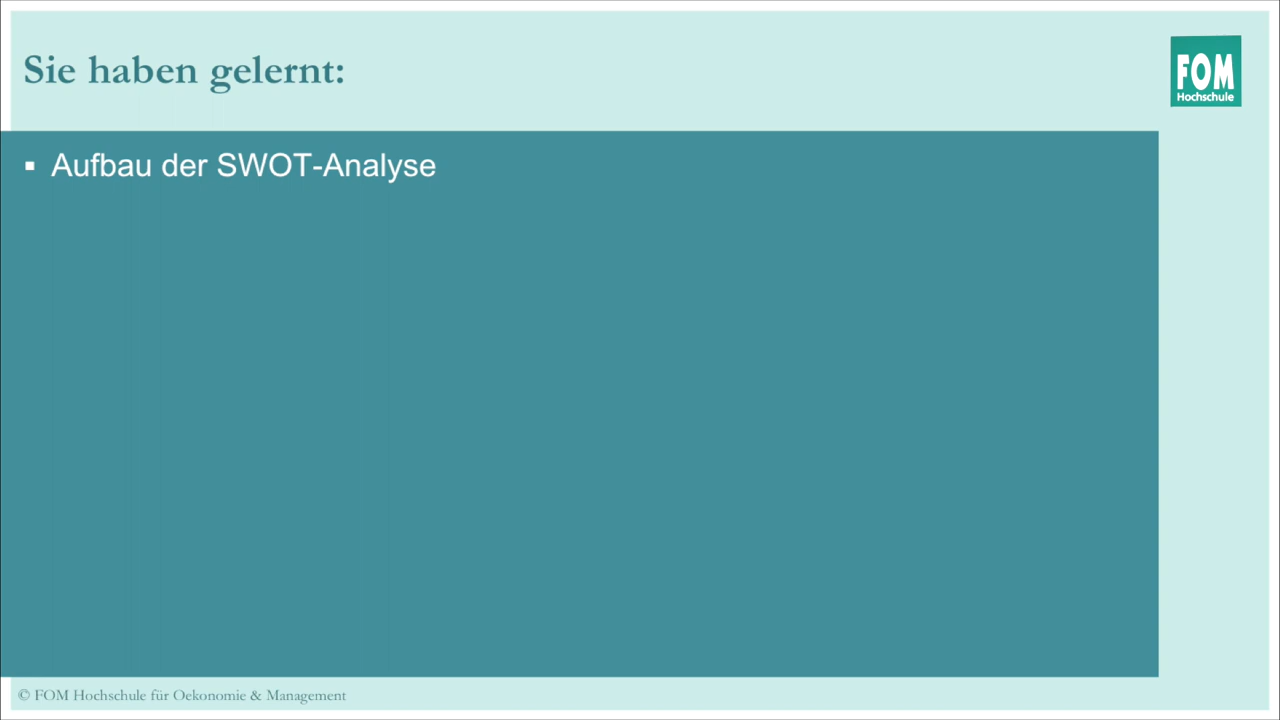 Sie haben gelernt:
FOM
Hochschule
▪ Aufbau der SWOT-Analyse
© FOM Hochschule für Oekonomie & Management